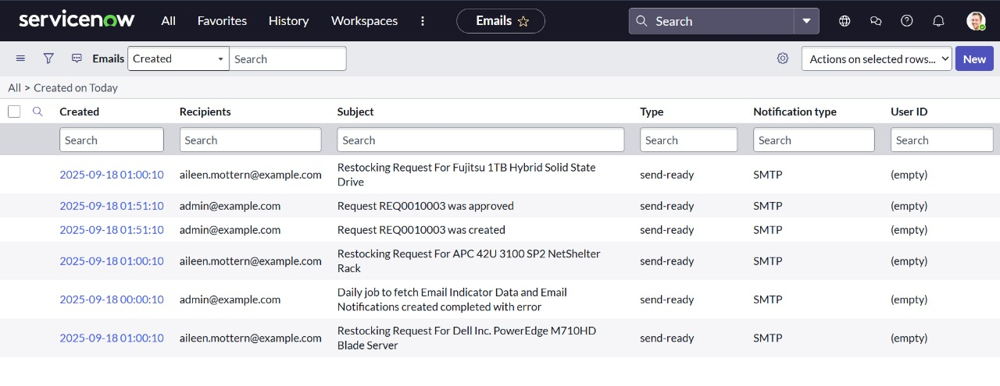 servicenow All Favorites History Workspaces Emails Search
Emails Created Search Actions on selected rows... New
All > Created on Today
Created Recipients Subject Type Notification type User ID
Search Search Search Search Search Search
2025-09-18 01:00:10 aileen.mottern@example.com Restocking Request For Fujitsu 1TB Hybrid Solid State
Drive send-ready SMTP (empty)
2025-09-18 01:51:10 admin@example.com Request REQ0010003 was approved send-ready SMTP (empty)
2025-09-18 01:51:10 admin@example.com Request REQ0010003 was created send-ready SMTP (empty)
2025-09-18 01:00:10 aileen.mottern@example.com Restocking Request For APC 42U 3100 SP2 NetShelter
Rack send-ready SMTP (empty)
2025-09-18 00:00:10 admin@example.com Daily job to fetch Email Indicator Data and Email
Notifications created completed with error send-ready SMTP (empty)
2025-09-18 01:00:10 aileen.mottern@example.com Restocking Request For Dell Inc. PowerEdge M710HD
Blade Server send-ready SMTP (empty)